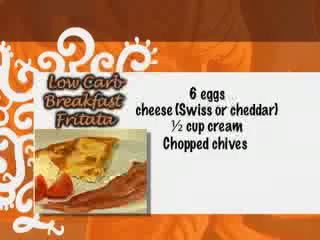 Low Carb
Breakfast
Fritata
6 eggs
cheese (Swiss or cheddar)
½ cup cream
Chopped chives